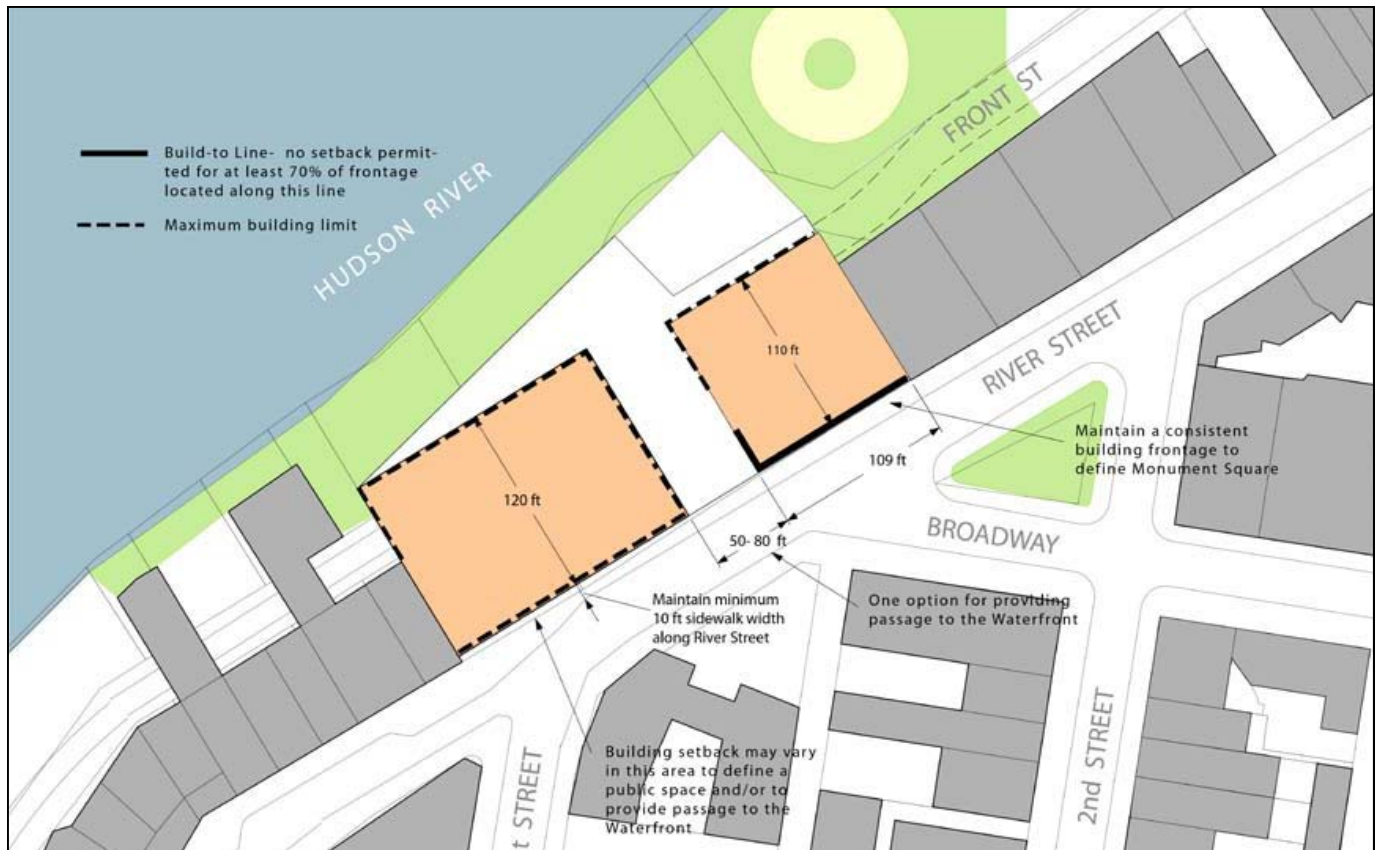 FRONT ST
Build-to Line- no setback permit-
ted for at least 70% of frontage
located along this line
Maximum building limit
HUDSON RIVER
110 ft
RIVER STREET
Maintain a consistent
building frontage to
define Monument Square
109 ft
120 ft
50- 80 ft
BROADWAY
Maintain minimum
10 ft sidewalk width
along River Street
One option for providing
passage to the Waterfront
Building setback may vary
in this area to define a
public space and/or to
provide passage to the
Waterfront
t STREET
2nd STREET